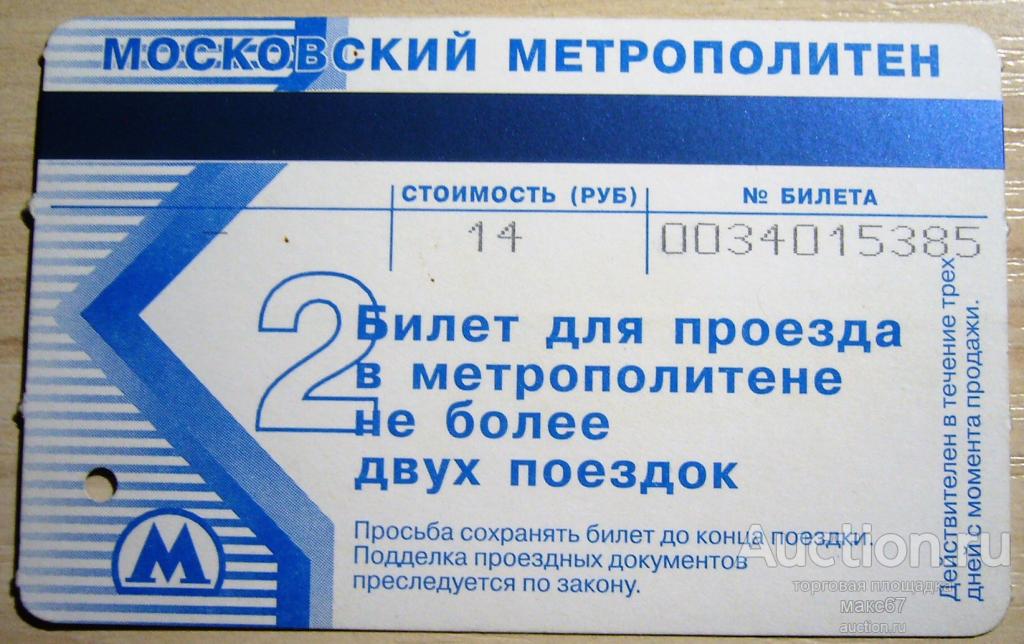 МОСКОВСКИЙ МЕТРОПОЛИТЕН
СТОИМОСТЬ (РУБ)
№ БИЛЕТА
14
0034015385
2
Билет для проезда
в метрополитене
не более
двух поездок
Просьба сохранять билет до конца поездки.
Подделка проездных документов
преследуется по закону.
Действителен в течение трех
дней с момента продажи.
М
Auction.ru
торговая площадка
макс67
auction.ru